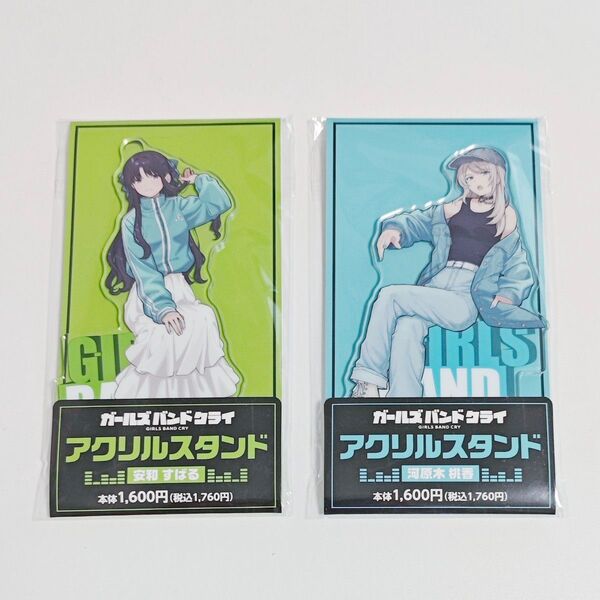 GIRLS
BAND
ガールズバンドクライ
GIRLS BAND CRY
アクリルスタンド
安和 すばる
本体1,600円(税込1,760円)
GIRLS
BAND
ガールズバンドクライ
GIRLS BAND CRY
アクリルスタンド
河原木 桃香
本体1,600円(税込1,760円)